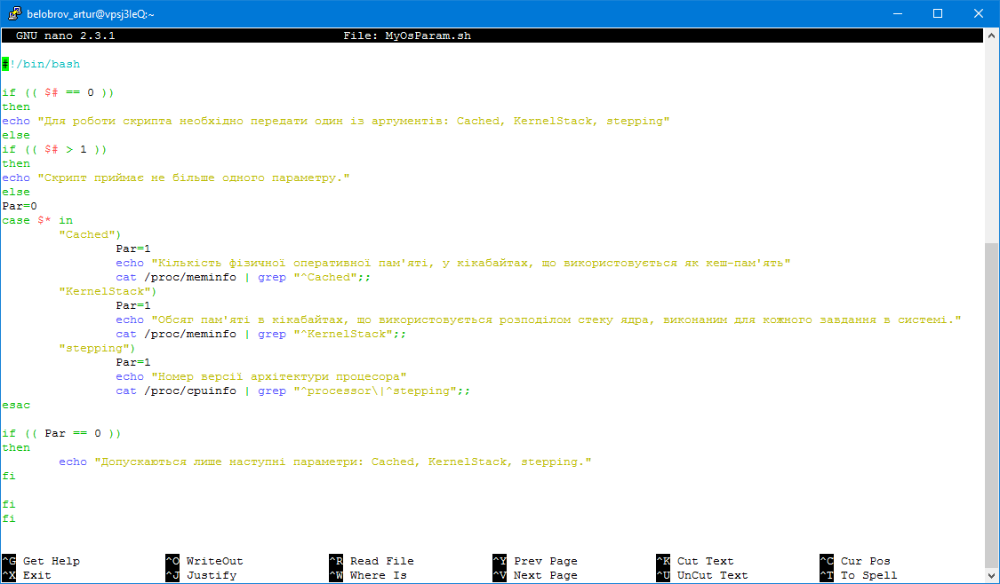 belobrov_artur@vpsj3leQ:~
GNU nano 2.3.1 File: MyOsParam.sh
#!/bin/bash
if (( $# == 0 ))
then
echo "Для роботи скрипта необхідно передати один із аргументів: Cached, KernelStack, stepping"
else
if (( $# > 1 ))
then
echo "Скрипт приймає не більше одного параметру."
else
Par=0
case $* in
"Cached")
Par=1
echo "Кількість фізичної оперативної пам'яті, у кікабайтах, що використовується як кеш-пам'ять"
cat /proc/meminfo | grep "^Cached";;
"KernelStack")
Par=1
echo "Обсяг пам'яті в кікабайтах, що використовується розподілом стеку ядра, виконаним для кожного завдання в системі."
cat /proc/meminfo | grep "^KernelStack";;
"stepping")
Par=1
echo "Номер версії архітектури процесора"
cat /proc/cpuinfo | grep "^processor\|^stepping";;
esac
if (( Par == 0 ))
then
echo "Допускаються лише наступні параметри: Cached, KernelStack, stepping."
fi
fi
fi
^G Get Help ^O WriteOut ^R Read File ^Y Prev Page ^K Cut Text ^C Cur Pos
^X Exit ^J Justify ^W Where Is ^V Next Page ^U UnCut Text ^T To Spell